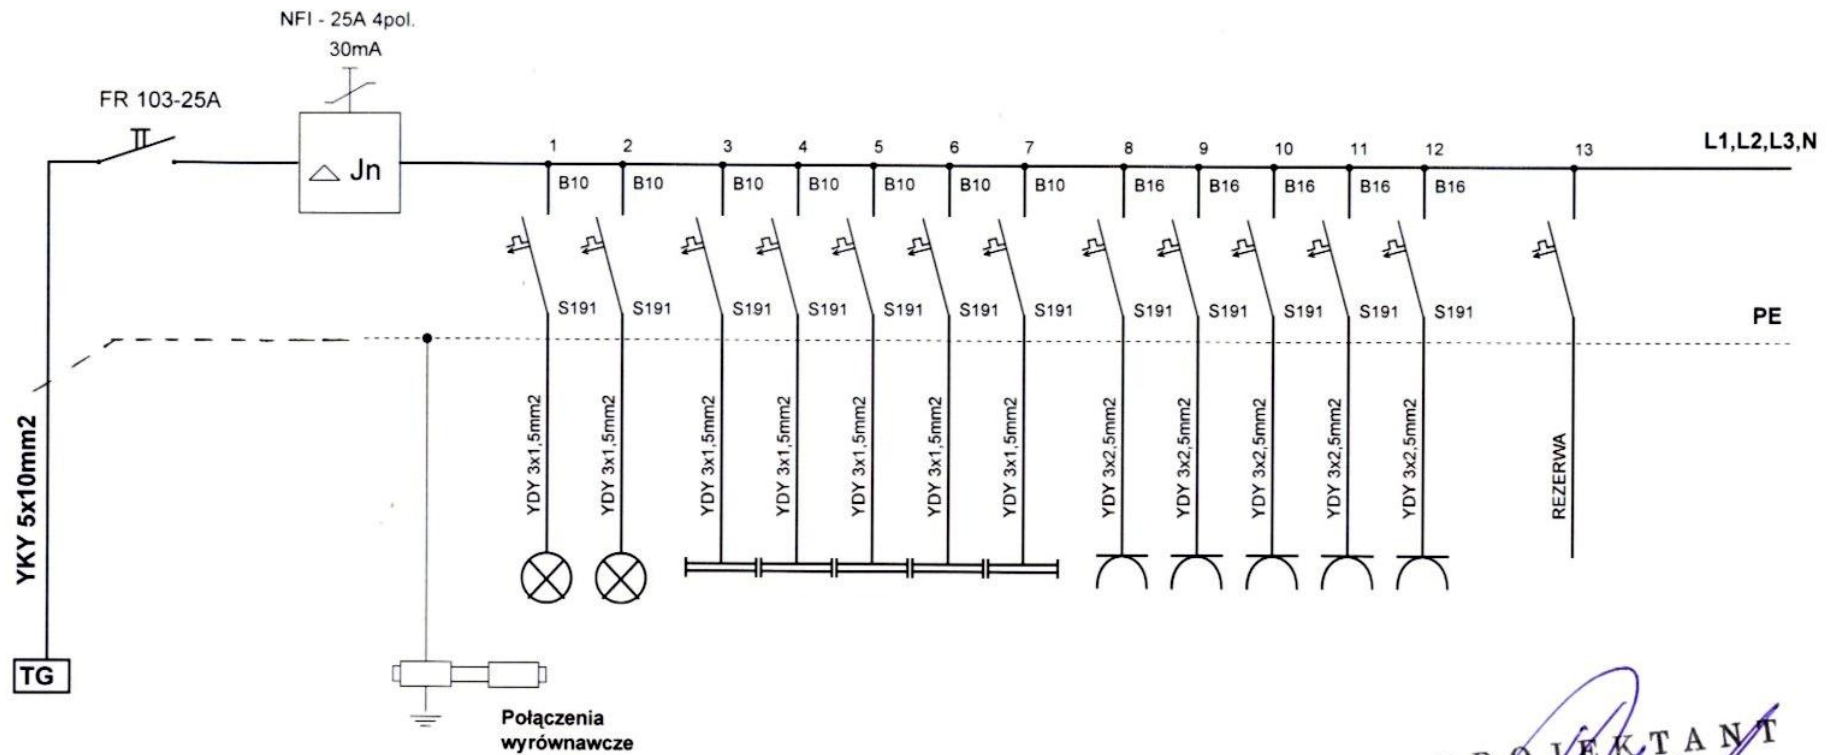 NFI - 25A 4pol.
30mA
FR 103-25A
Jn
1 2 3 4 5 6 7 8 9 10 11 12 13
L1,L2,L3,N
B10 B10 B10 B10 B10 B10 B10 B16 B16 B16 B16 B16
S191 S191 S191 S191 S191 S191 S191 S191 S191 S191 S191 S191
PE
YKY 5x10mm2
YDY 3x1,5mm2
YDY 3x1,5mm2
YDY 3x1,5mm2
YDY 3x1,5mm2
YDY 3x1,5mm2
YDY 3x1,5mm2
YDY 3x1,5mm2
YDY 3x2,5mm2
YDY 3x2,5mm2
YDY 3x2,5mm2
YDY 3x2,5mm2
YDY 3x2,5mm2
REZERWA
TG
Połączenia
wyrównawcze
PROJEKTANT